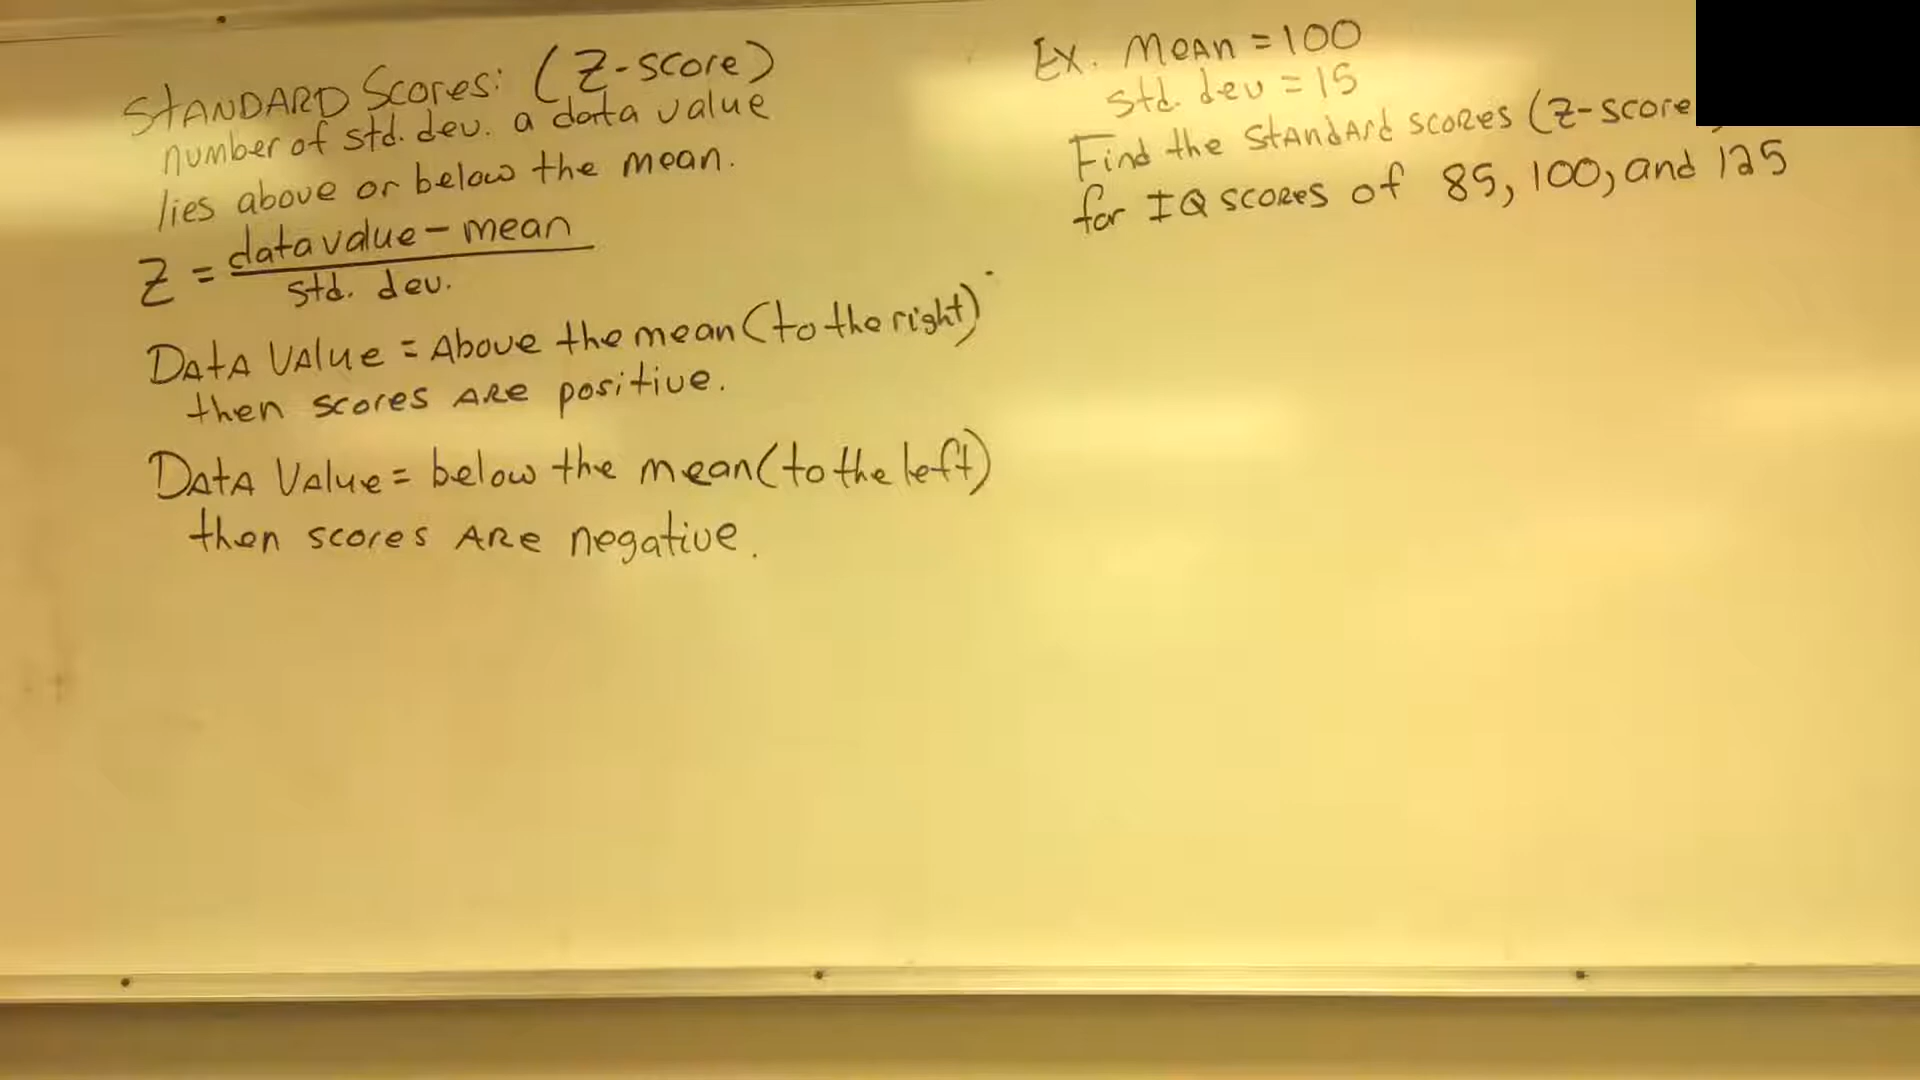 STANDARD Scores: (Z-score)
number of std. dev. a data value
lies above or below the mean.
Z = data value - mean
std. dev.
DATA VAlUe = Above the mean (to the right)
then scores ARe positive.
DATA VAlUe = below the mean (to the left)
then scores ARe negative.
Ex. MeAn = 100
std. dev = 15
Find the STANDARd scoRes (Z-score
for IQ scoRes of 85, 100, and 125